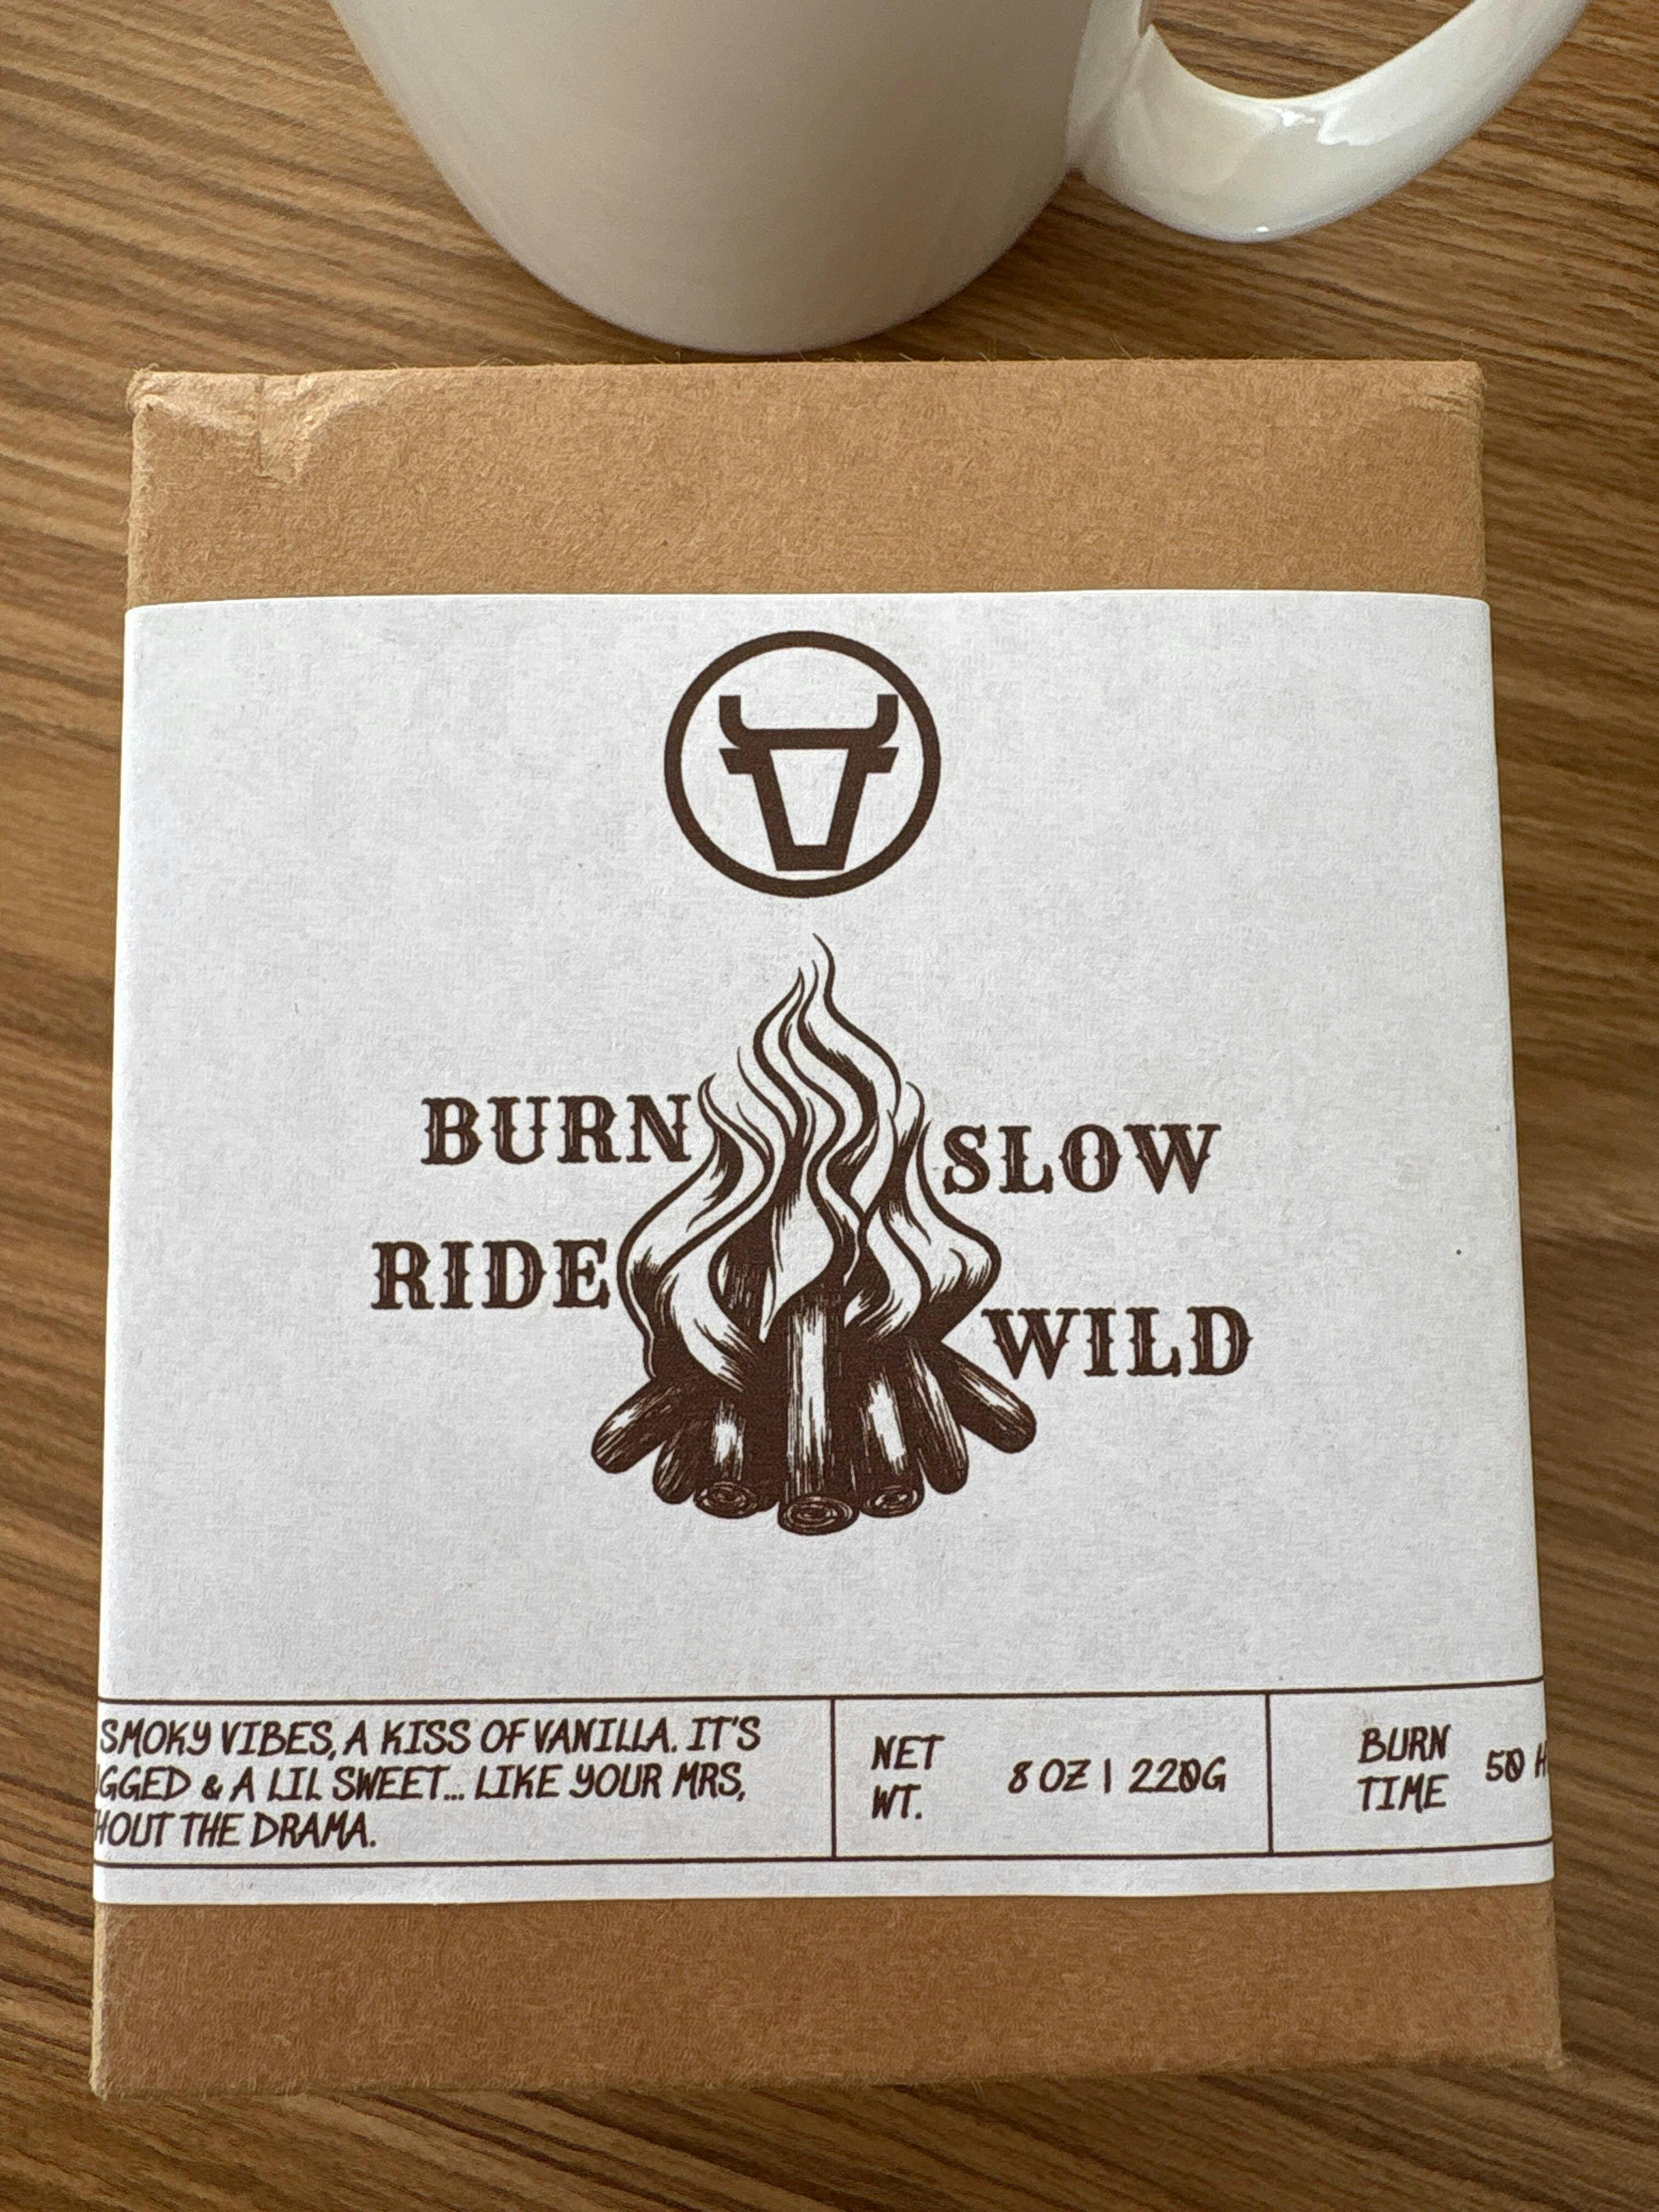 BURN SLOW
RIDE WILD
SMOKY VIBES, A KISS OF VANILLA. IT'S
GGED & A LIL SWEET... LIKE YOUR MRS,
HOUT THE DRAMA.
NET
WT.
8 OZ | 220G
BURN
TIME
50 H